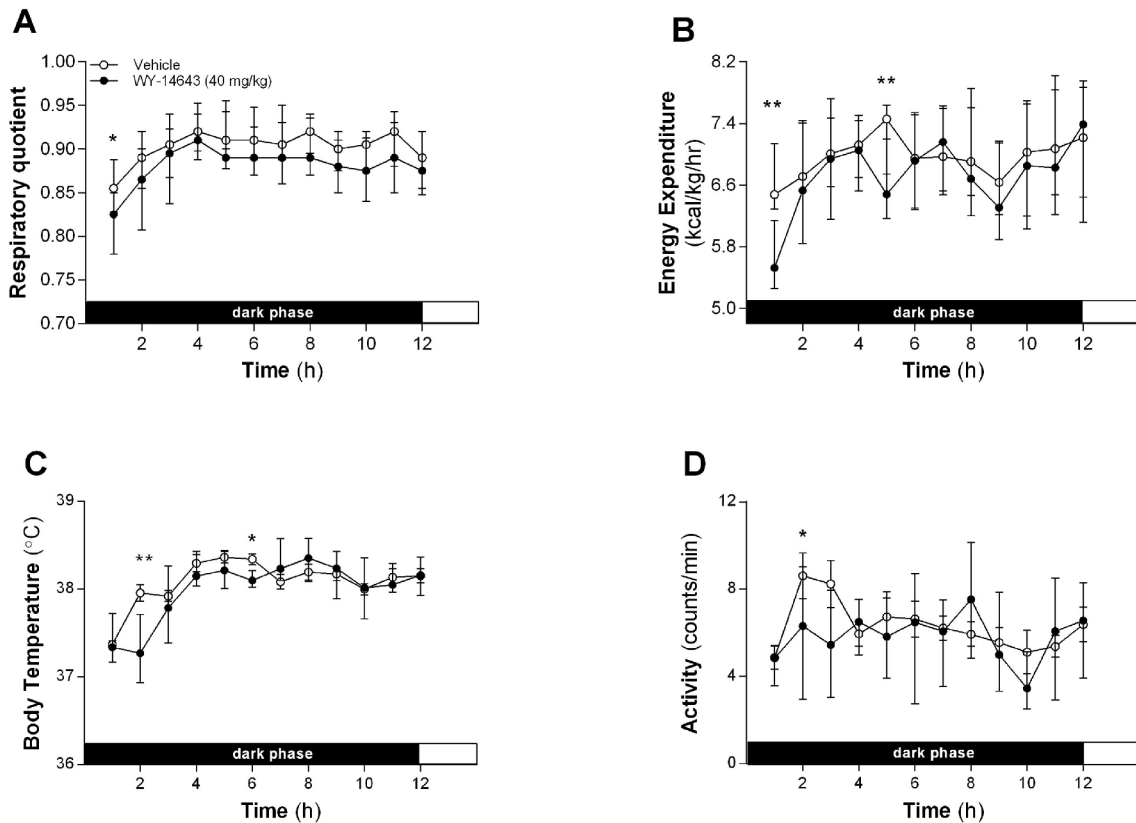 A
Respiratory quotient
1.00
0.95
0.90
0.85
0.80
0.75
0.70
Vehicle
WY-14643 (40 mg/kg)
*
dark phase
2 4 6 8 10 12
Time (h)
B
Energy Expenditure
(kcal/kg/hr)
8.2
7.4
6.6
5.8
5.0
** **
dark phase
2 4 6 8 10 12
Time (h)
C
Body Temperature (°C)
39
38
37
36
** *
dark phase
2 4 6 8 10 12
Time (h)
D
Activity (counts/min)
12
8
4
0
*
dark phase
2 4 6 8 10 12
Time (h)